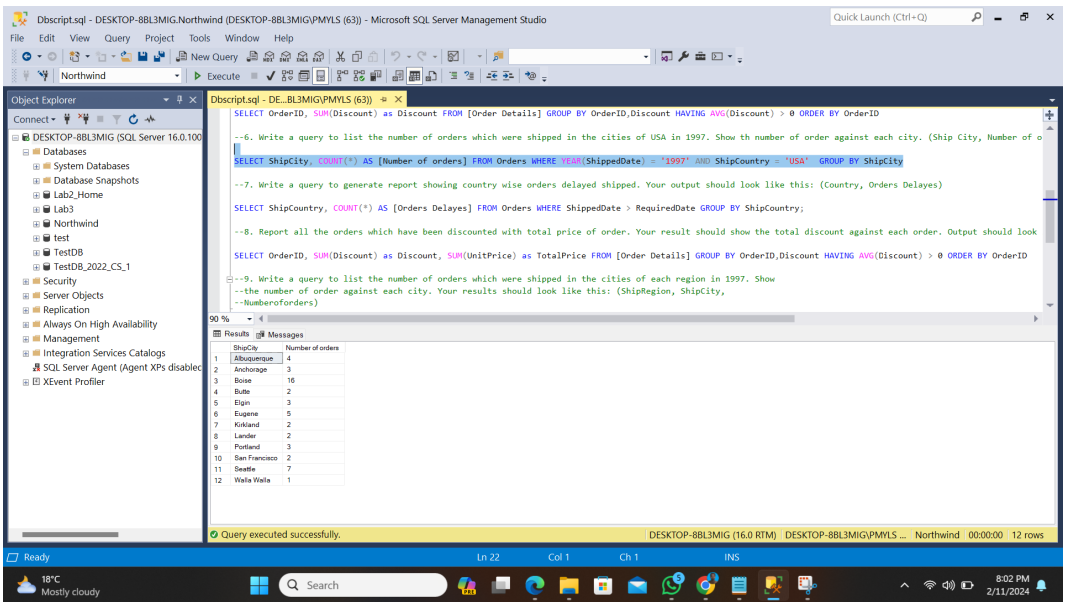 Dbscript.sql - DESKTOP-8BL3MIG.Northwind (DESKTOP-8BL3MIG\PMYLS (63)) - Microsoft SQL Server Management Studio
Quick Launch (Ctrl+Q)
File Edit View Query Project Tools Window Help
New Query
Northwind
Execute
Object Explorer
Dbscript.sql - DE...BL3MIG\PMYLS (63))
Connect
DESKTOP-8BL3MIG (SQL Server 16.0.100
Databases
System Databases
Database Snapshots
Lab2_Home
Lab3
Northwind
test
TestDB
TestDB_2022_CS_1
Security
Server Objects
Replication
Always On High Availability
Management
Integration Services Catalogs
SQL Server Agent (Agent XPs disablec
XEvent Profiler
SELECT OrderID, SUM(Discount) as Discount FROM [Order Details] GROUP BY OrderID,Discount HAVING AVG(Discount) > 0 ORDER BY OrderID
--6. Write a query to list the number of orders which were shipped in the cities of USA in 1997. Show th number of order against each city. (Ship City, Number of o
SELECT ShipCity, COUNT(*) AS [Number of orders] FROM Orders WHERE YEAR(ShippedDate) = '1997' AND ShipCountry = 'USA' GROUP BY ShipCity
--7. Write a query to generate report showing country wise orders delayed shipped. Your output should look like this: (Country, Orders Delayes)
SELECT ShipCountry, COUNT(*) AS [Orders Delayes] FROM Orders WHERE ShippedDate > RequiredDate GROUP BY ShipCountry;
--8. Report all the orders which have been discounted with total price of order. Your result should show the total discount against each order. Output should look
SELECT OrderID, SUM(Discount) as Discount, SUM(UnitPrice) as TotalPrice FROM [Order Details] GROUP BY OrderID,Discount HAVING AVG(Discount) > 0 ORDER BY OrderID
--9. Write a query to list the number of orders which were shipped in the cities of each region in 1997. Show
--the number of order against each city. Your results should look like this: (ShipRegion, ShipCity,
--Numberoforders)
90 %
Results Messages
ShipCity Number of orders
1 Albuquerque 4
2 Anchorage 3
3 Boise 16
4 Butte 2
5 Elgin 3
6 Eugene 5
7 Kirkland 2
8 Lander 2
9 Portland 3
10 San Francisco 2
11 Seattle 7
12 Walla Walla 1
Query executed successfully.
DESKTOP-8BL3MIG (16.0 RTM) DESKTOP-8BL3MIG\PMYLS ... Northwind 00:00:00 12 rows
Ready Ln 22 Col 1 Ch 1 INS
18°C
Mostly cloudy
Search
PRE
5
8:02 PM
2/11/2024